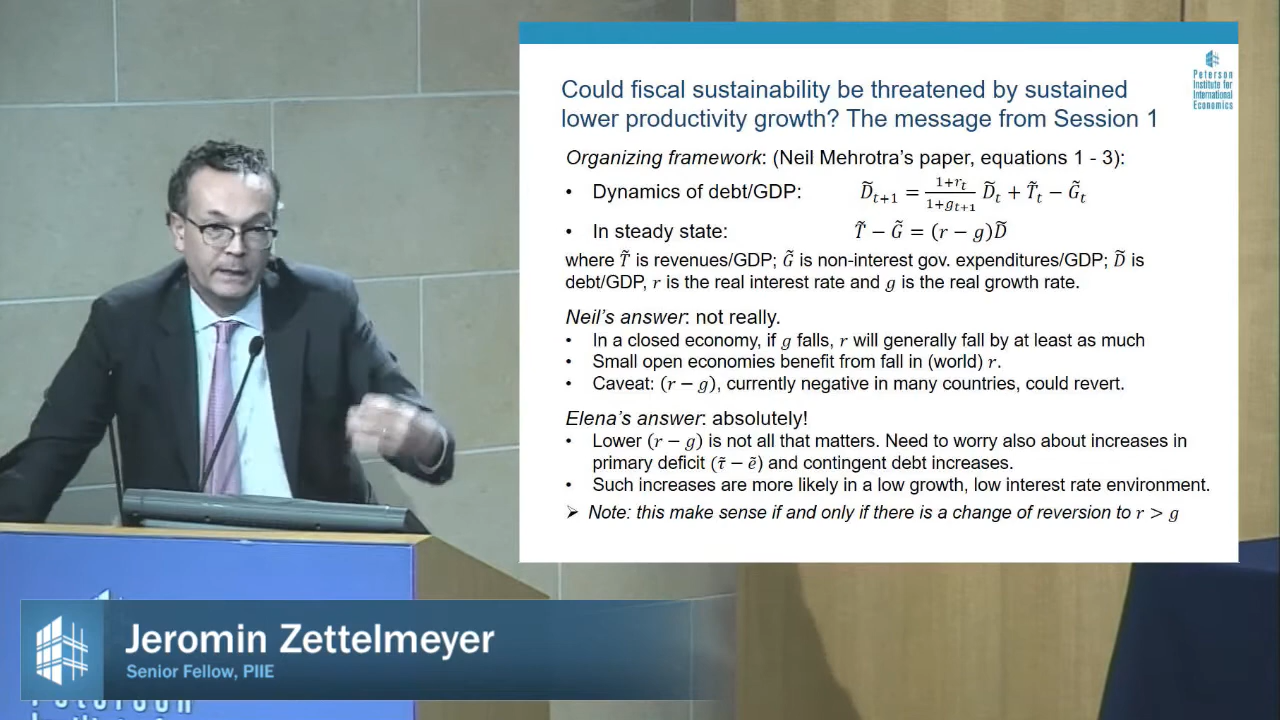 Peterson
Institute for
International
Economics
Could fiscal sustainability be threatened by sustained
lower productivity growth? The message from Session 1
Organizing framework: (Neil Mehrotra’s paper, equations 1 - 3):
• Dynamics of debt/GDP: D̃ₜ₊₁ = (1+rₜ)/(1+gₜ₊₁) D̃ₜ + T̃ₜ − G̃ₜ
• In steady state: T̃ − G̃ = (r − g)D̃
where T̃ is revenues/GDP; G̃ is non-interest gov. expenditures/GDP; D̃ is
debt/GDP, r is the real interest rate and g is the real growth rate.
Neil’s answer: not really.
• In a closed economy, if g falls, r will generally fall by at least as much
• Small open economies benefit from fall in (world) r.
• Caveat: (r − g), currently negative in many countries, could revert.
Elena’s answer: absolutely!
• Lower (r − g) is not all that matters. Need to worry also about increases in
primary deficit (τ̃ − ẽ) and contingent debt increases.
• Such increases are more likely in a low growth, low interest rate environment.
➢ Note: this make sense if and only if there is a change of reversion to r > g
Jeromin Zettelmeyer
Senior Fellow, PIIE